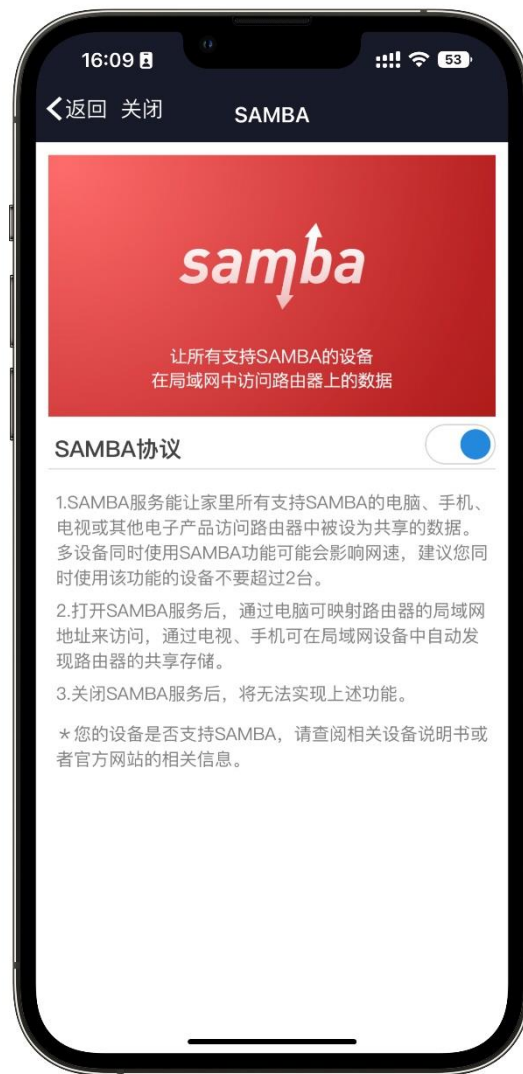 16:09
53
返回 关闭
SAMBA
samba
让所有支持SAMBA的设备
在局域网中访问路由器上的数据
SAMBA协议
1.SAMBA服务能让家里所有支持SAMBA的电脑、手机、
电视或其他电子产品访问路由器中被设为共享的数据。
多设备同时使用SAMBA功能可能会影响网速，建议您同
时使用该功能的设备不要超过2台。
2.打开SAMBA服务后，通过电脑可映射路由器的局域网
地址来访问，通过电视、手机可在局域网设备中自动发
现路由器的共享存储。
3.关闭SAMBA服务后，将无法实现上述功能。
＊您的设备是否支持SAMBA，请查阅相关设备说明书或
者官方网站的相关信息。